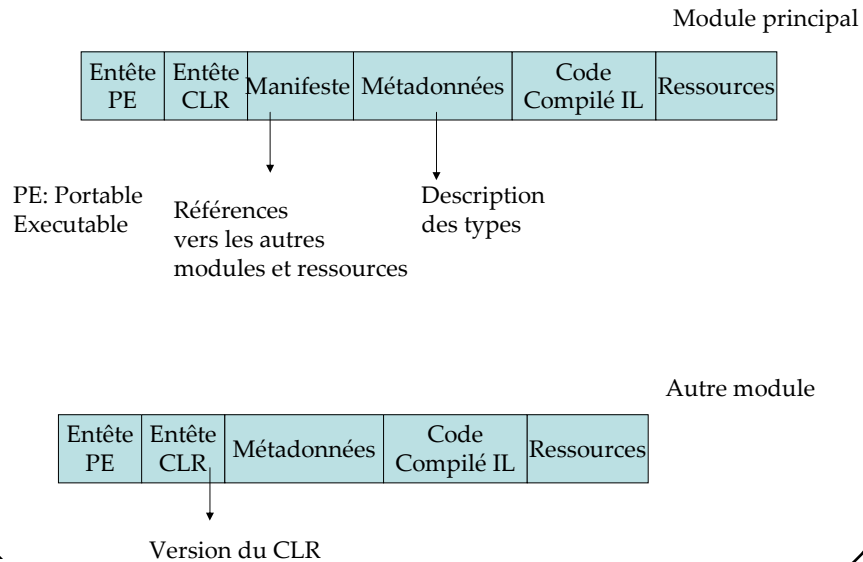 Module principal
Entête
PE
Entête
CLR
Manifeste
Métadonnées
Code
Compilé IL
Ressources
PE: Portable
Executable
Références
vers les autres
modules et ressources
Description
des types
Autre module
Entête
PE
Entête
CLR
Métadonnées
Code
Compilé IL
Ressources
Version du CLR